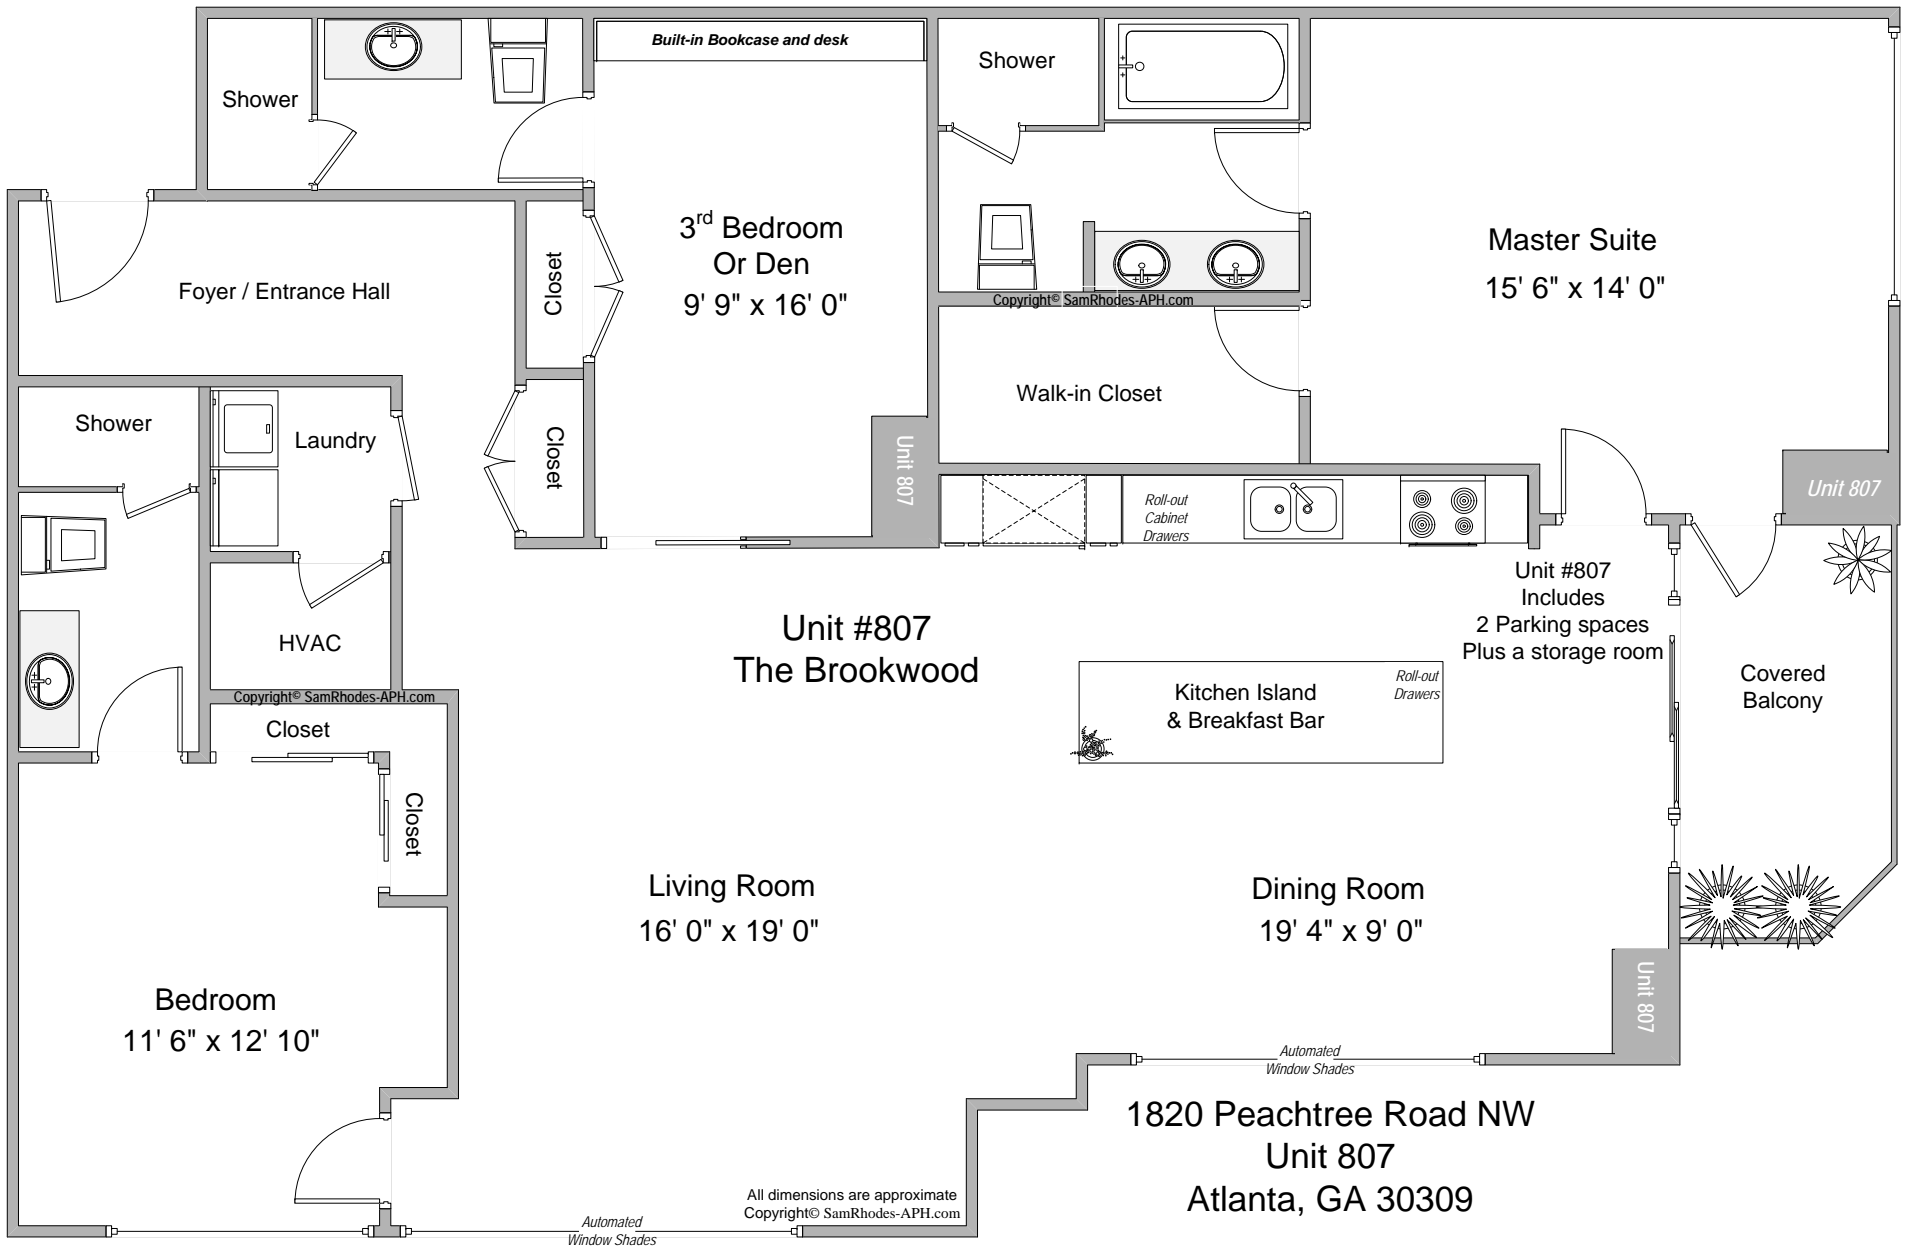 Built-in Bookcase and desk
Shower
Shower
3rd Bedroom
Or Den
9' 9" x 16' 0"
Master Suite
15' 6" x 14' 0"
Foyer / Entrance Hall
Closet
Copyright© SamRhodes-APH.com
Walk-in Closet
Shower
Laundry
Closet
Unit 807
Roll-out
Cabinet
Drawers
Unit 807
Unit #807
Includes
2 Parking spaces
Plus a storage room
HVAC
Unit #807
The Brookwood
Kitchen Island
& Breakfast Bar
Roll-out
Drawers
Covered
Balcony
Copyright© SamRhodes-APH.com
Closet
Closet
Living Room
16' 0" x 19' 0"
Dining Room
19' 4" x 9' 0"
Bedroom
11' 6" x 12' 10"
Unit 807
Automated
Window Shades
1820 Peachtree Road NW
Unit 807
Atlanta, GA 30309
All dimensions are approximate
Copyright© SamRhodes-APH.com
Automated
Window Shades